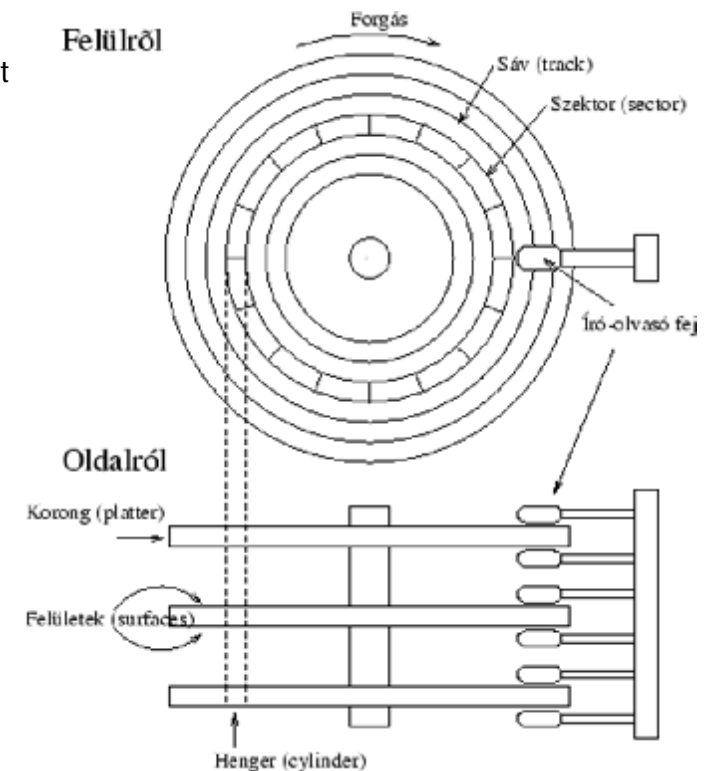 Forgás
Felülről
t
Sáv (track)
Szektor (sector)
Író-olvasó fej
Oldalról
Korong (platter)
Felületek (surfaces)
Henger (cylinder)